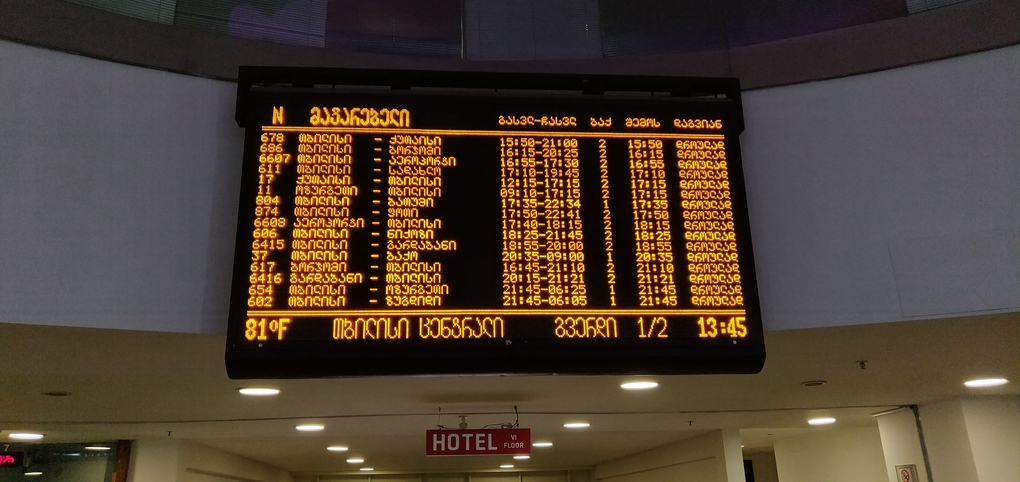 N მატარებელი გასვლ-ჩასვლ ბაქ შემოს დაგვიან
678 თბილისი - ქუთაისი 15:50-21:00 2 15:50 დროულად
686 თბილისი - ბორჯომი 16:15-20:25 2 16:15 დროულად
6607 თბილისი - აეროპორტი 16:55-17:30 2 16:55 დროულად
611 თბილისი - სადახლო 17:10-19:45 2 17:10 დროულად
17 ქუთაისი - თბილისი 12:15-17:15 2 17:15 დროულად
11 ოზურგეთი - თბილისი 09:10-17:15 2 17:15 დროულად
804 თბილისი - ბათუმი 17:35-22:34 1 17:35 დროულად
874 თბილისი - ფოთი 17:50-22:41 2 17:50 დროულად
6608 აეროპორტი - თბილისი 17:40-18:15 2 18:15 დროულად
606 თბილისი - ნიქოზი 18:25-21:45 2 18:25 დროულად
6415 თბილისი - გარდაბანი 18:55-20:00 2 18:55 დროულად
37 თბილისი - ბაქო 20:35-09:00 1 20:35 დროულად
617 ბორჯომი - თბილისი 16:45-21:10 2 21:10 დროულად
6416 გარდაბანი - თბილისი 20:15-21:21 2 21:21 დროულად
654 თბილისი - ოზურგეთი 21:45-06:25 2 21:45 დროულად
602 თბილისი - ზუგდიდი 21:45-06:05 1 21:45 დროულად
81°F თბილისი ცენტრალი გვერდი 1/2 13:45
HOTEL VI FLOOR